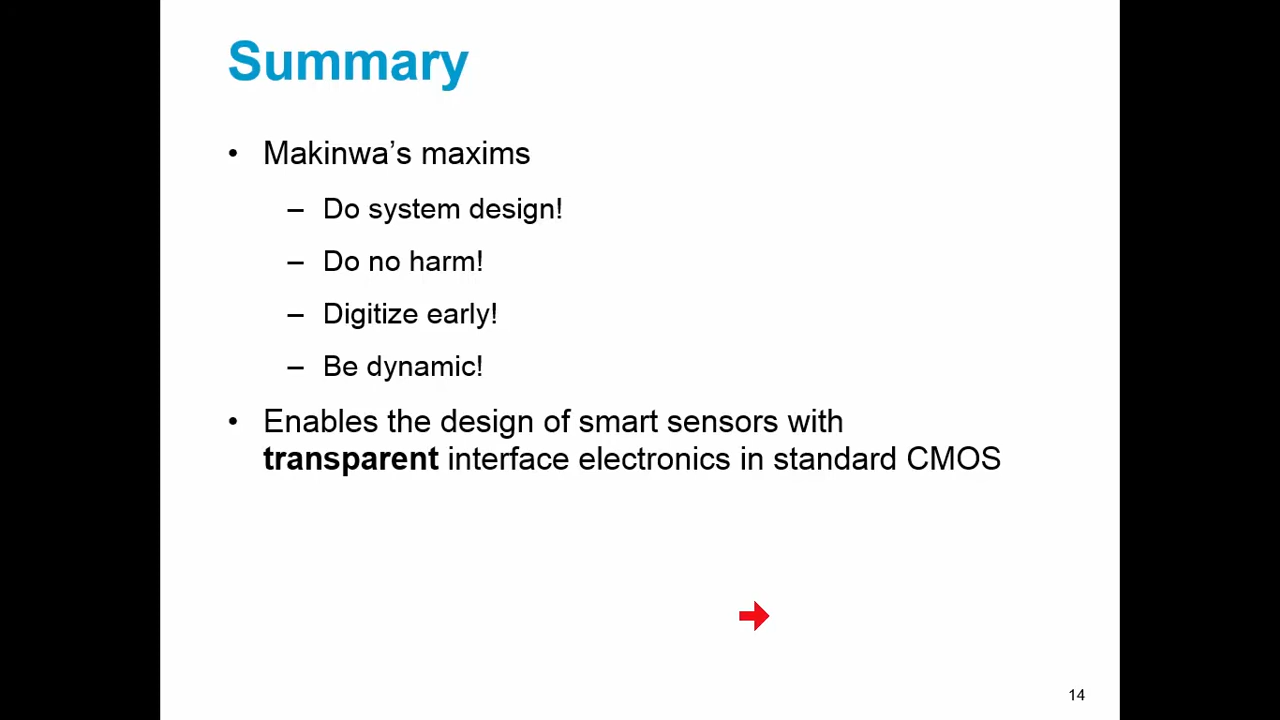 Summary
• Makinwa’s maxims
– Do system design!
– Do no harm!
– Digitize early!
– Be dynamic!
• Enables the design of smart sensors with
transparent interface electronics in standard CMOS
14